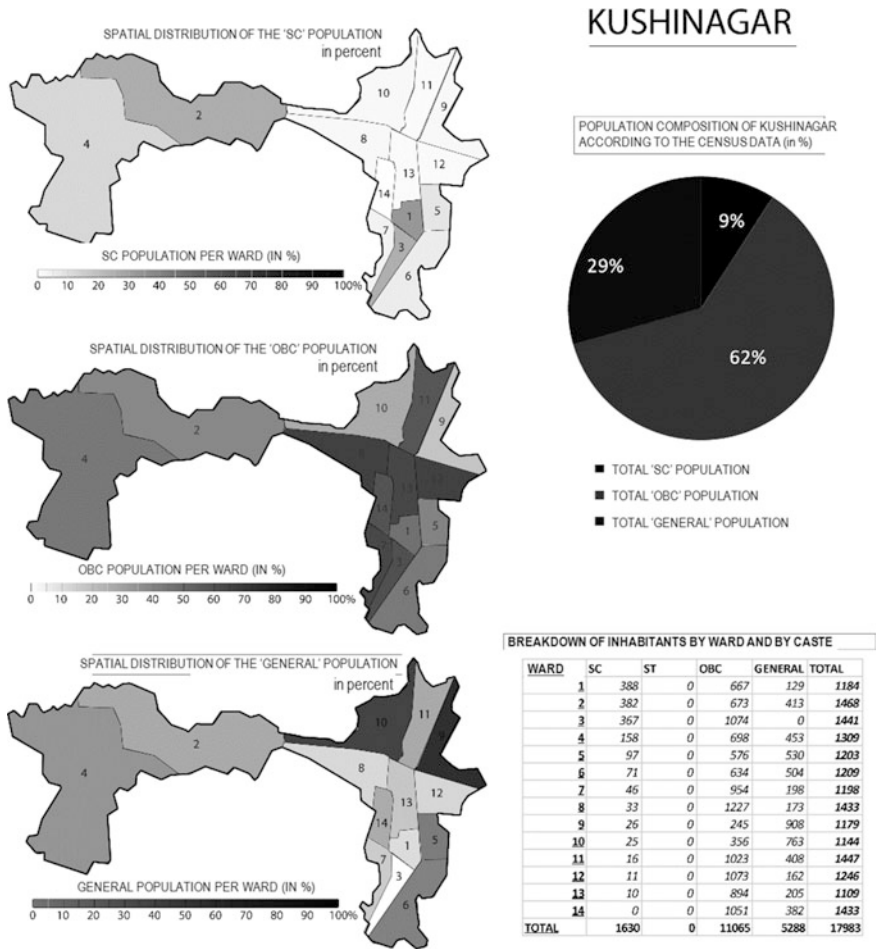 KUSHINAGAR
SPATIAL DISTRIBUTION OF THE 'SC' POPULATION
in percent
10
11
9
2
4
8
12
13
14
5
1
7
3
6
SC POPULATION PER WARD (IN %)
0 10 20 30 40 50 60 70 80 90 100%
SPATIAL DISTRIBUTION OF THE 'OBC' POPULATION
in percent
10
11
9
2
4
8
12
13
14
5
1
7
3
6
OBC POPULATION PER WARD (IN %)
0 10 20 30 40 50 60 70 80 90 100%
SPATIAL DISTRIBUTION OF THE 'GENERAL' POPULATION
in percent
10
11
9
2
4
8
12
13
14
5
1
7
3
6
GENERAL POPULATION PER WARD (IN %)
0 10 20 30 40 50 60 70 80 90 100%
POPULATION COMPOSITION OF KUSHINAGAR
ACCORDING TO THE CENSUS DATA (in %)
9%
29%
62%
TOTAL 'SC' POPULATION
TOTAL 'OBC' POPULATION
TOTAL 'GENERAL' POPULATION
BREAKDOWN OF INHABITANTS BY WARD AND BY CASTE
WARD SC ST OBC GENERAL TOTAL
1 388 0 667 129 1184
2 382 0 673 413 1468
3 367 0 1074 0 1441
4 158 0 698 453 1309
5 97 0 576 530 1203
6 71 0 634 504 1209
7 46 0 954 198 1198
8 33 0 1227 173 1433
9 26 0 245 908 1179
10 25 0 356 763 1144
11 16 0 1023 408 1447
12 11 0 1073 162 1246
13 10 0 894 205 1109
14 0 0 1051 382 1433
TOTAL 1630 0 11065 5288 17983